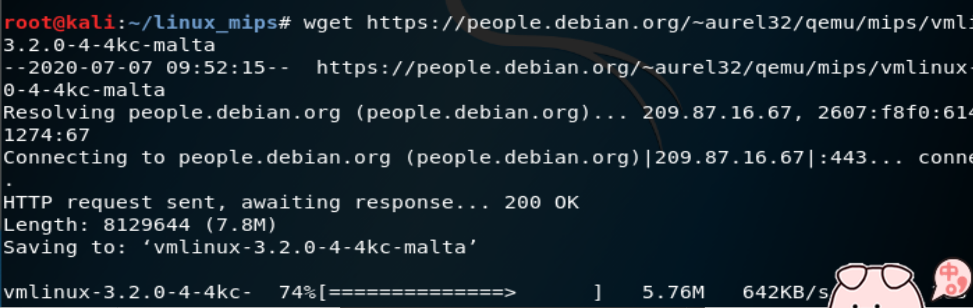 root@kali:~/linux_mips# wget https://people.debian.org/~aurel32/qemu/mips/vmli
3.2.0-4-4kc-malta
--2020-07-07 09:52:15--  https://people.debian.org/~aurel32/qemu/mips/vmlinux-
0-4-4kc-malta
Resolving people.debian.org (people.debian.org)... 209.87.16.67, 2607:f8f0:614
1274:67
Connecting to people.debian.org (people.debian.org)|209.87.16.67|:443... conne
.
HTTP request sent, awaiting response... 200 OK
Length: 8129644 (7.8M)
Saving to: ‘vmlinux-3.2.0-4-4kc-malta’
vmlinux-3.2.0-4-4kc-  74%[==============>       ]   5.76M   642KB/s
中